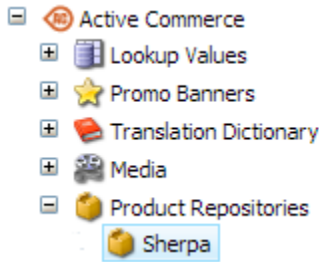 Active Commerce
Lookup Values
Promo Banners
Translation Dictionary
Media
Product Repositories
Sherpa